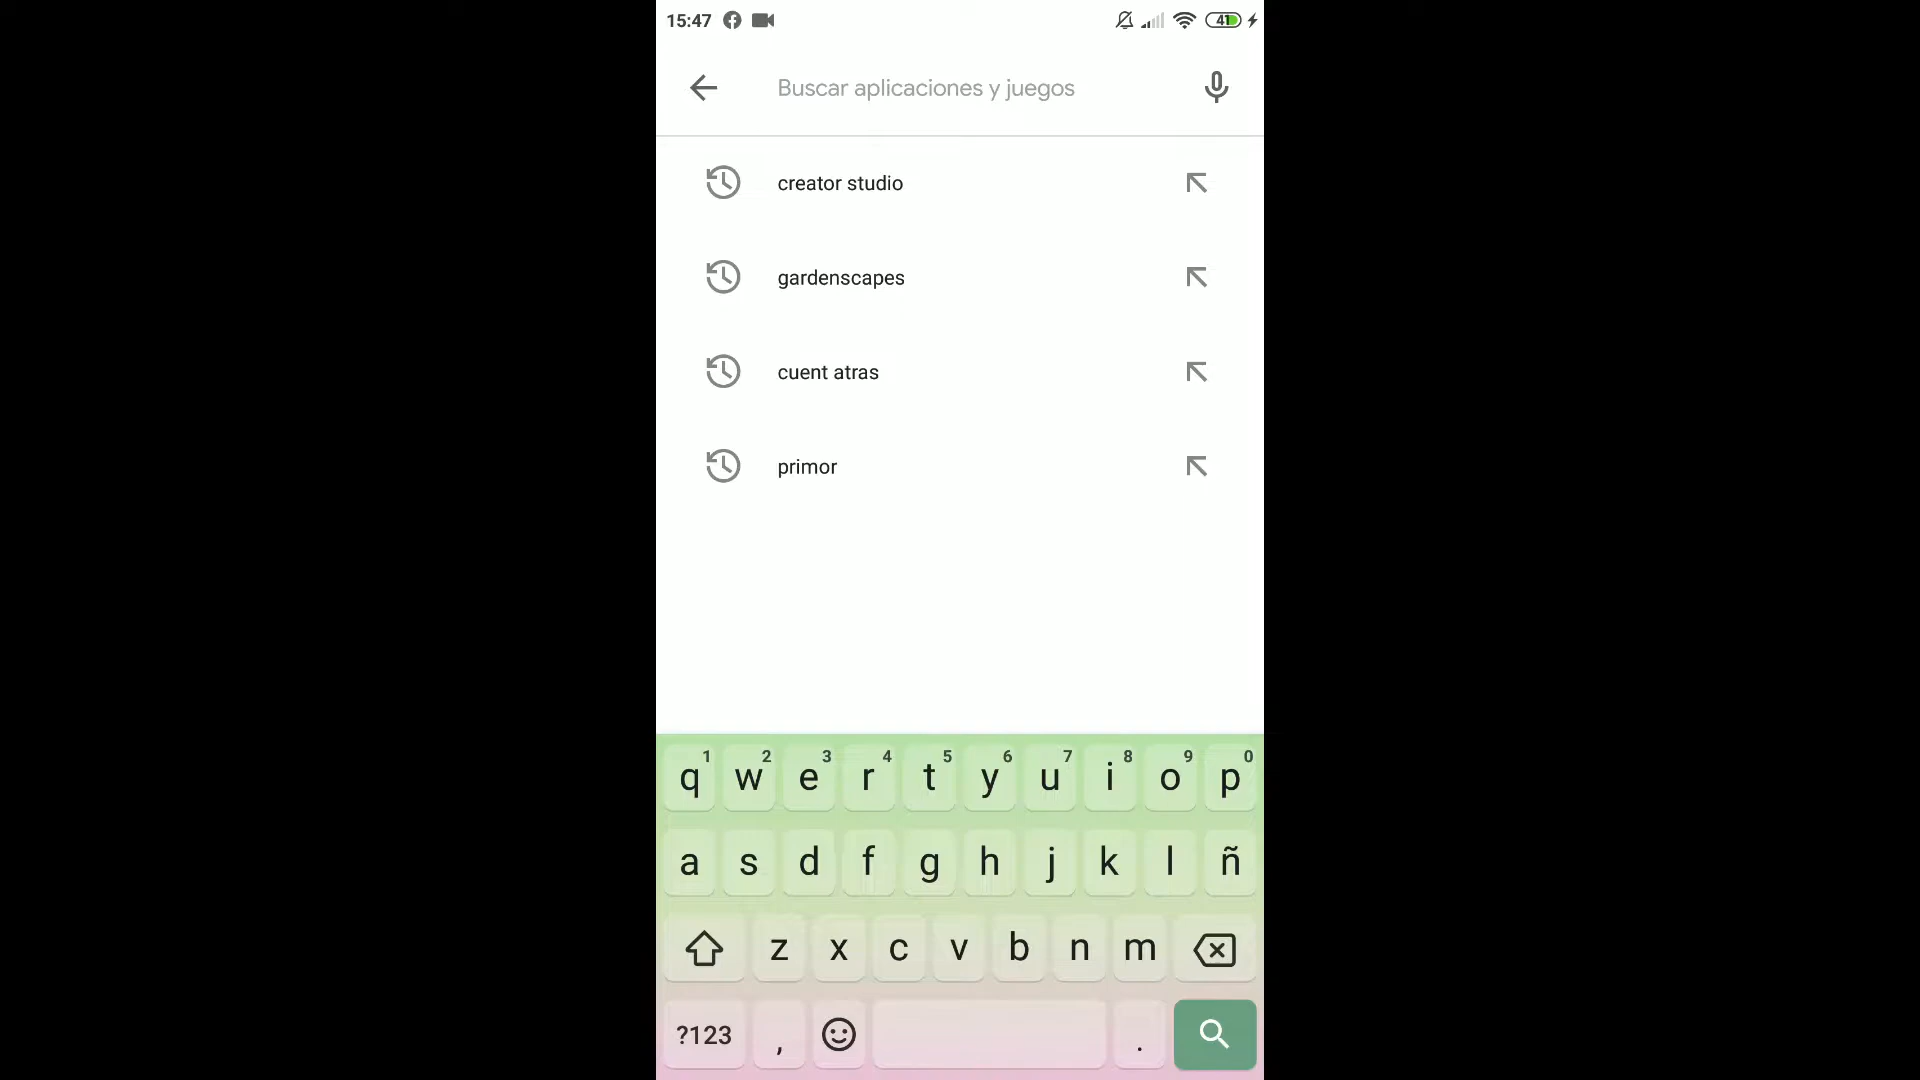 15:47 41
Buscar aplicaciones y juegos
creator studio
gardenscapes
cuent atras
primor
1 2 3 4 5 6 7 8 9 0
q w e r t y u i o p
a s d f g h j k l ñ
z x c v b n m
?123 , .